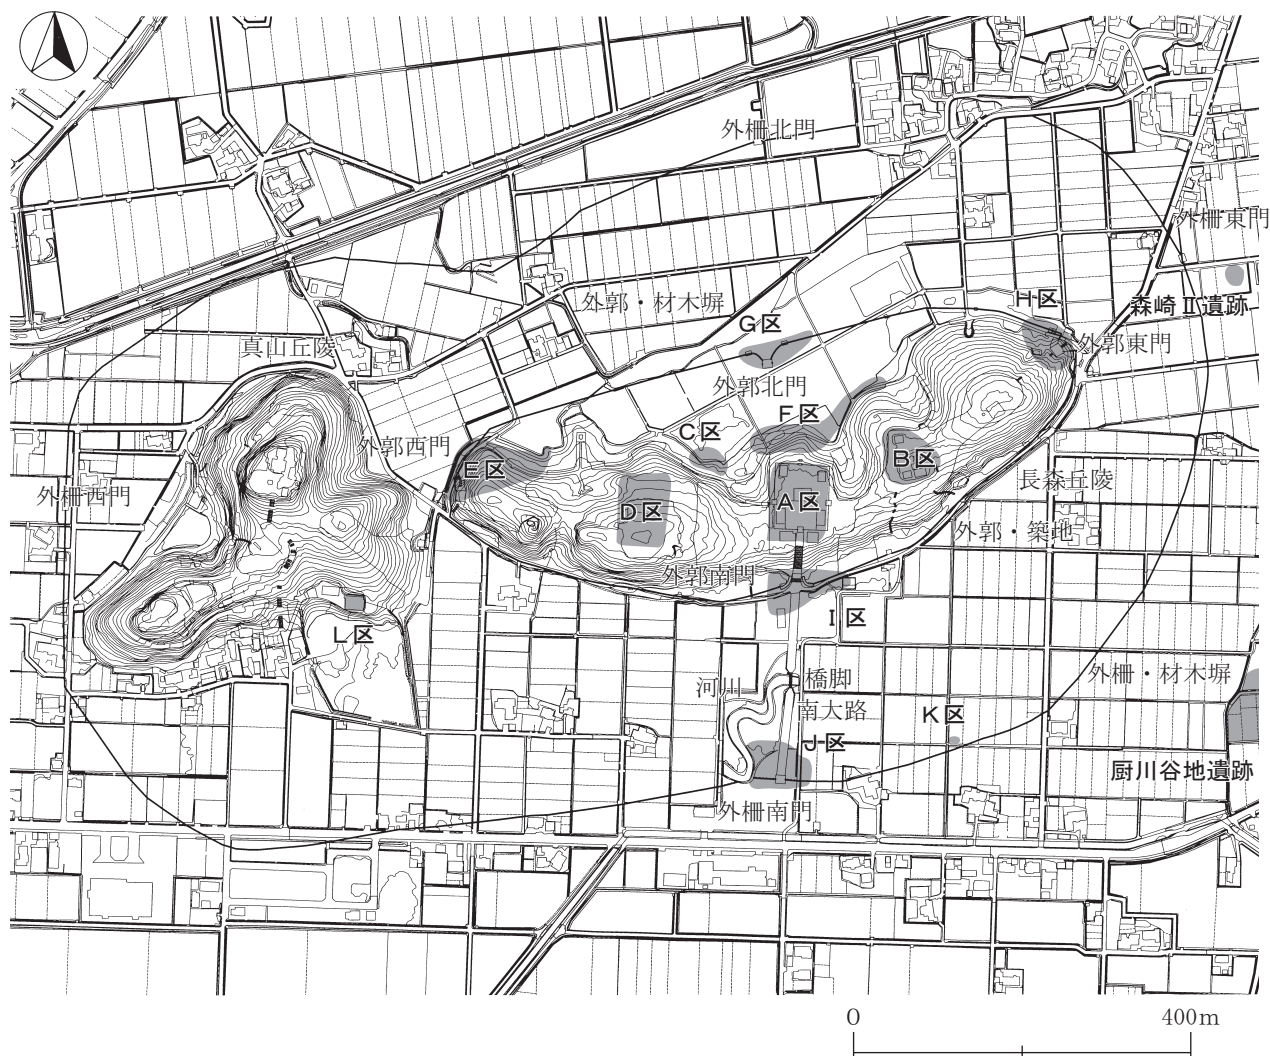 外柵北門
外柵東門
外郭・材木塀
H区
森崎Ⅱ遺跡
G区
外郭東門
真山丘陵
外郭北門
F区
C区
外郭西門
B区
E区
長森丘陵
外柵西門
A区
D区
外郭・築地
外郭南門
I区
L区
外柵・材木塀
橋脚
河川
南大路
K区
J区
厨川谷地遺跡
外柵南門
0
400m